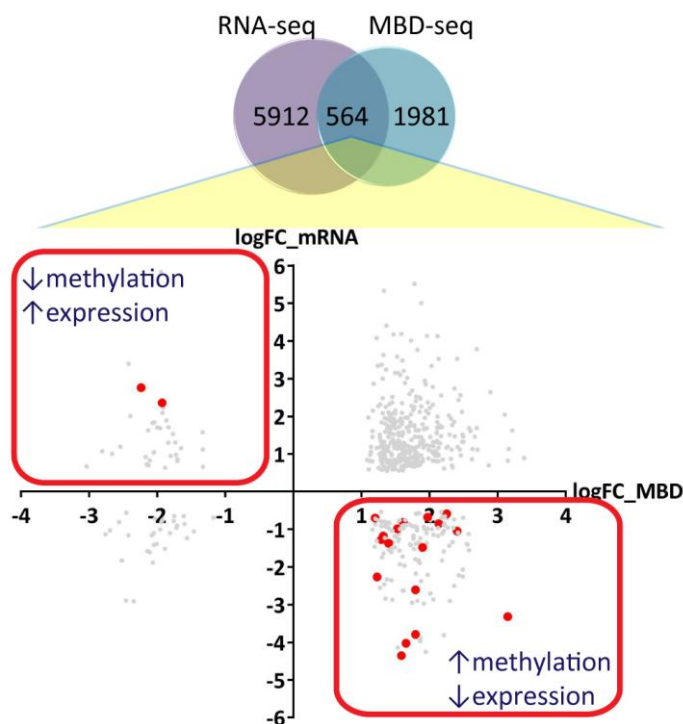 RNA-seq MBD-seq
5912 564 1981
logFC_mRNA
↓methylation
↑expression
6
5
4
3
2
1
logFC_MBD
-4 -3 -2 -1 1 2 3 4
-1
-2
-3
-4
-5
-6
↑methylation
↓expression